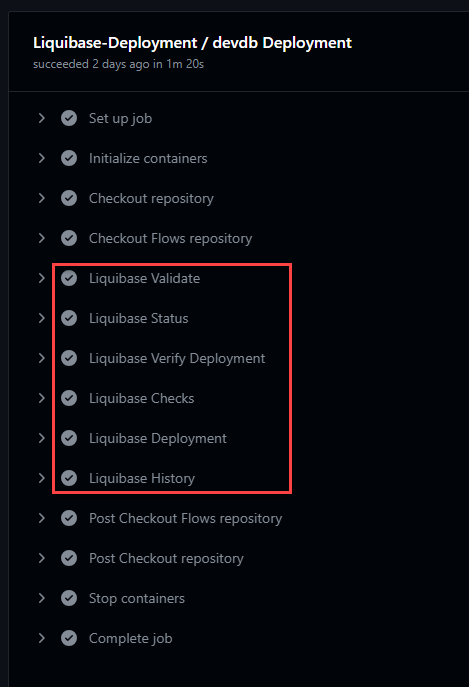 Liquibase-Deployment / devdb Deployment
succeeded 2 days ago in 1m 20s
Set up job
Initialize containers
Checkout repository
Checkout Flows repository
Liquibase Validate
Liquibase Status
Liquibase Verify Deployment
Liquibase Checks
Liquibase Deployment
Liquibase History
Post Checkout Flows repository
Post Checkout repository
Stop containers
Complete job